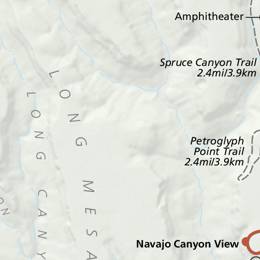 Amphitheater
Spruce Canyon Trail
2.4mi/3.9km
LONG MESA
LONG CANY
Petroglyph
Point Trail
2.4mi/3.9km
ON
Navajo Canyon View